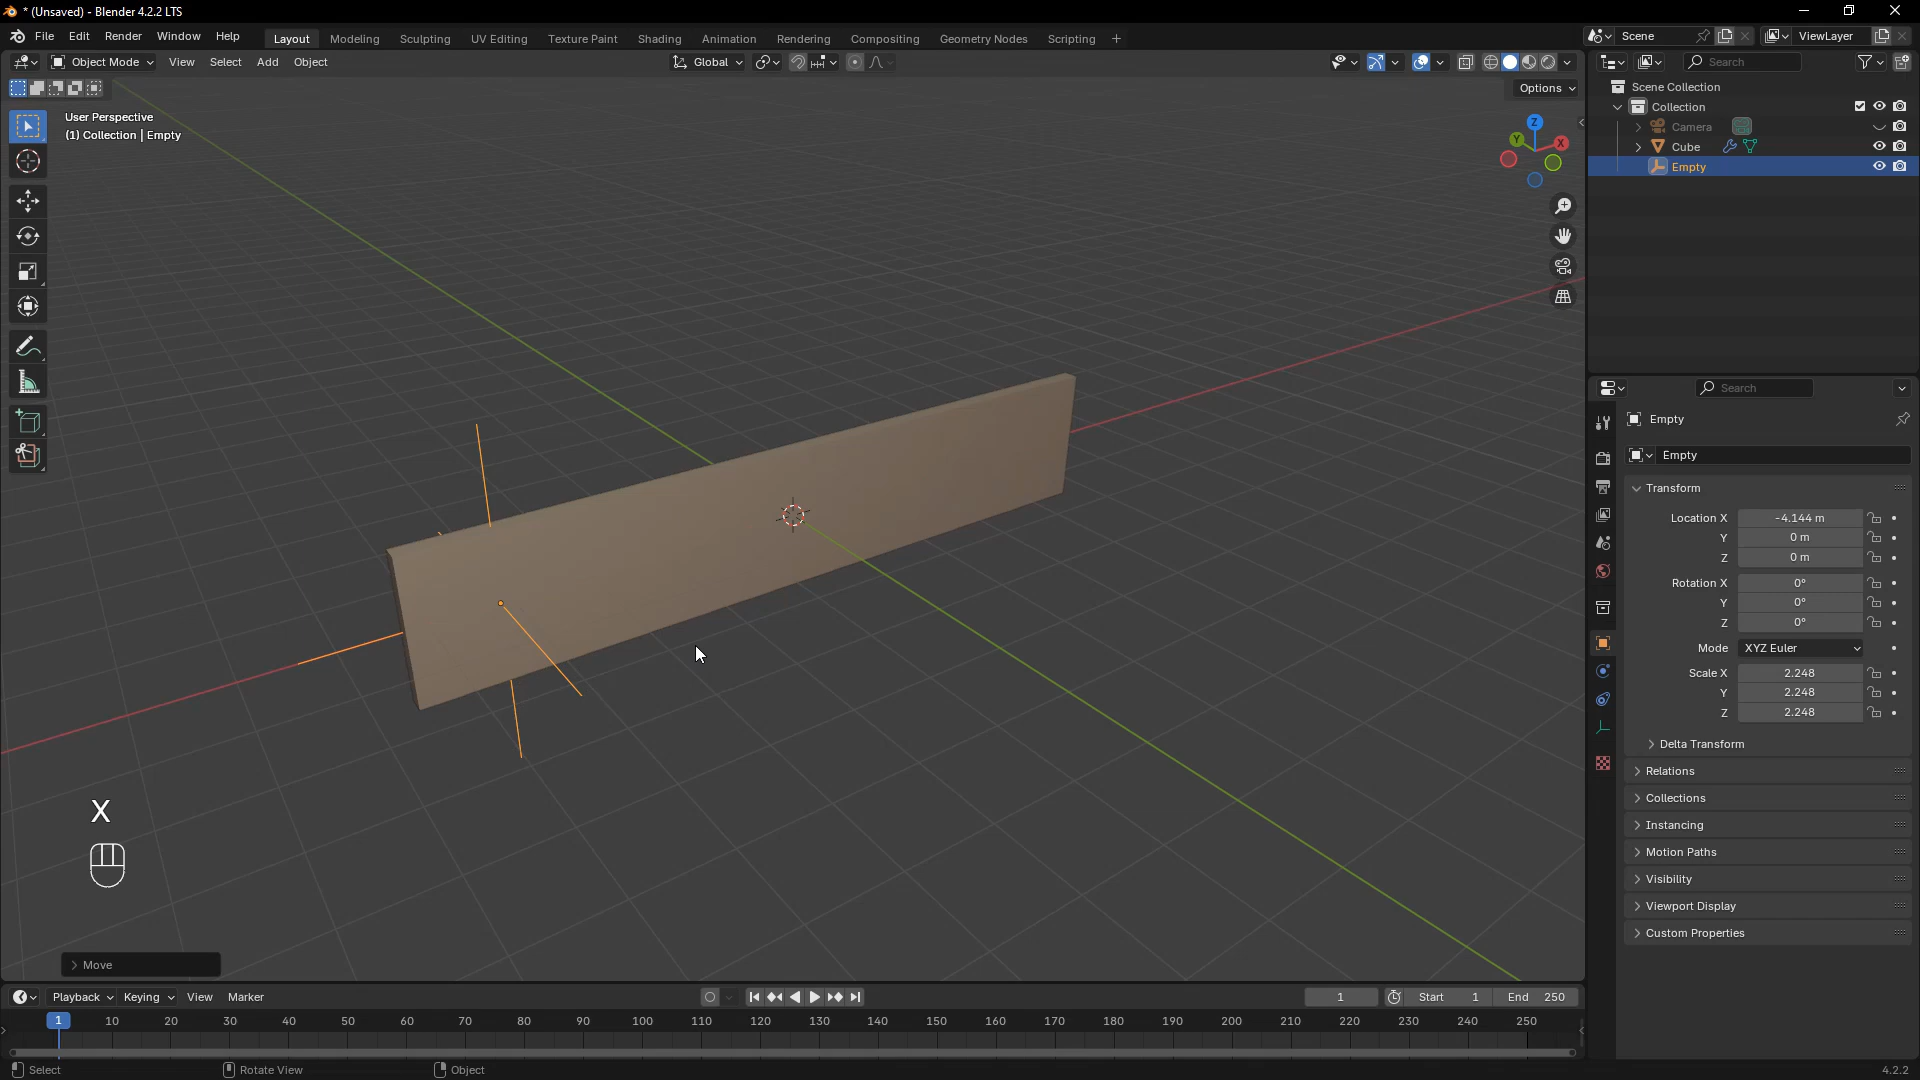 * (Unsaved) - Blender 4.2.2 LTS
File Edit Render Window Help
Layout Modeling Sculpting UV Editing Texture Paint Shading Animation Rendering Compositing Geometry Nodes Scripting +
Scene
ViewLayer
Object Mode View Select Add Object
Global
Search
Options
User Perspective
(1) Collection | Empty
Z
Y
X
Scene Collection
Collection
Camera
Cube
Empty
Search
Empty
Empty
Transform
Location X -4.144 m
Y 0 m
Z 0 m
Rotation X 0°
Y 0°
Z 0°
Mode XYZ Euler
Scale X 2.248
Y 2.248
Z 2.248
Delta Transform
Relations
Collections
Instancing
Motion Paths
Visibility
Viewport Display
Custom Properties
X
Move
Playback Keying View Marker
1
Start 1
End 250
1 10 20 30 40 50 60 70 80 90 100 110 120 130 140 150 160 170 180 190 200 210 220 230 240 250
Select
Rotate View
Object
4.2.2